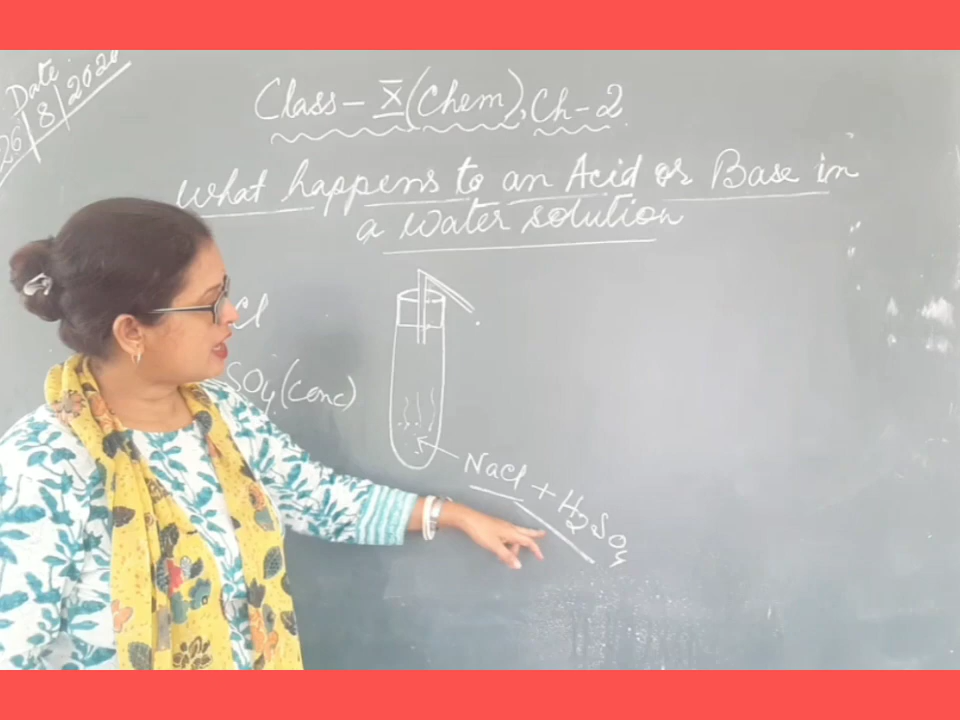 Date:
26/8/2020
Class - X (Chem), Ch-2
What happens to an Acid or Base in
a water solution
Cl
SO4 (conc)
NaCl + H2SO4